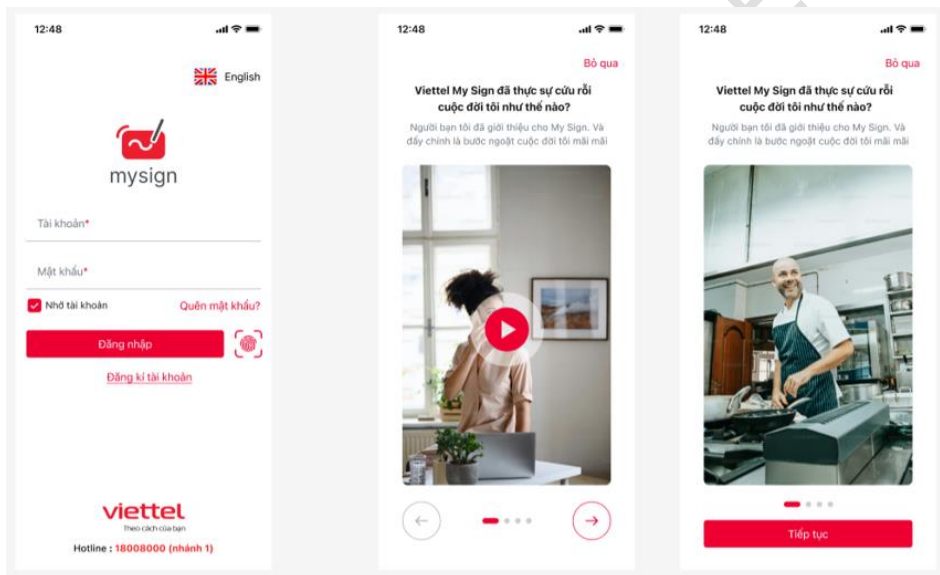 12:48
English
mysign
Tài khoản*
Mật khẩu*
Nhớ tài khoản
Quên mật khẩu?
Đăng nhập
Đăng kí tài khoản
viettel
Theo cách của bạn
Hotline : 18008000 (nhánh 1)
12:48
Bỏ qua
Viettel My Sign đã thực sự cứu rỗi
cuộc đời tôi như thế nào?
Người bạn tôi đã giới thiệu cho My Sign. Và
đấy chính là bước ngoặt cuộc đời tôi mãi mãi
12:48
Bỏ qua
Viettel My Sign đã thực sự cứu rỗi
cuộc đời tôi như thế nào?
Người bạn tôi đã giới thiệu cho My Sign. Và
đấy chính là bước ngoặt cuộc đời tôi mãi mãi
Tiếp tục